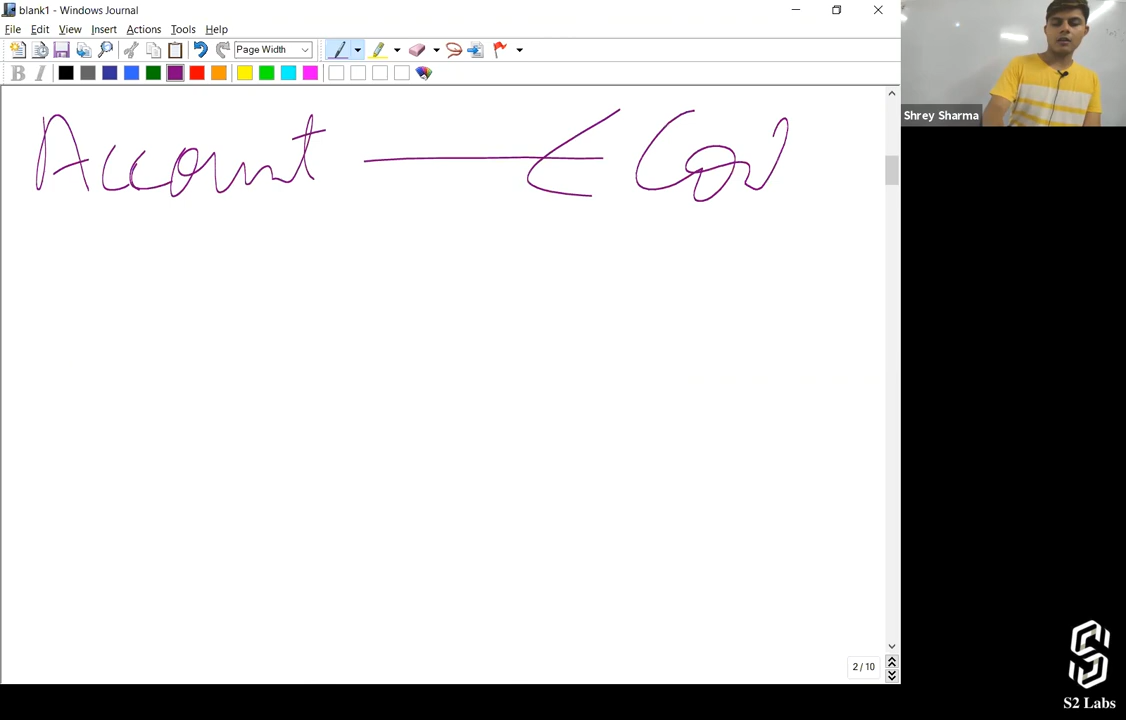 blank1 - Windows Journal
File Edit View Insert Actions Tools Help
Page Width
B I
Account
2 / 10
Shrey Sharma
S2 Labs